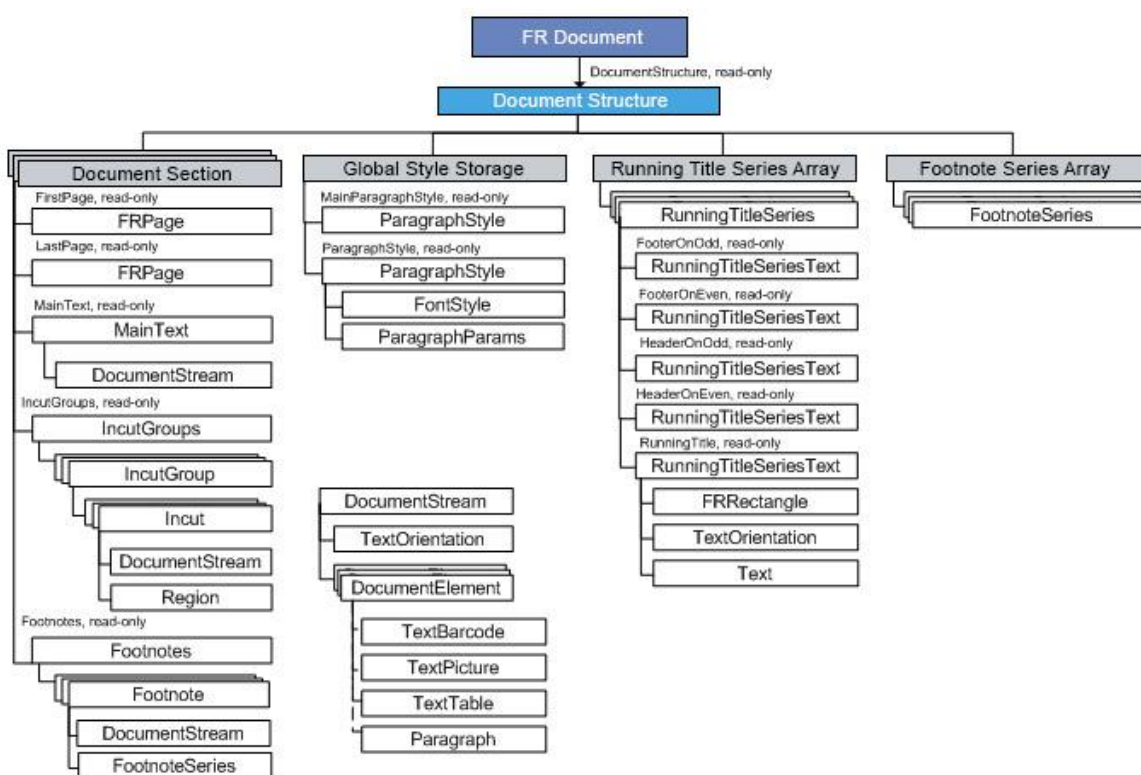 FR Document
DocumentStructure, read-only
Document Structure
Document Section
FirstPage, read-only
FRPage
LastPage, read-only
FRPage
MainText, read-only
MainText
DocumentStream
IncutGroups, read-only
IncutGroups
IncutGroup
Incut
DocumentStream
Region
Footnotes, read-only
Footnotes
Footnote
DocumentStream
FootnoteSeries
Global Style Storage
MainParagraphStyle, read-only
ParagraphStyle
ParagraphStyle, read-only
ParagraphStyle
FontStyle
ParagraphParams
DocumentStream
TextOrientation
DocumentElement
TextBarcode
TextPicture
TextTable
Paragraph
Running Title Series Array
RunningTitleSeries
FooterOnOdd, read-only
RunningTitleSeriesText
FooterOnEven, read-only
RunningTitleSeriesText
HeaderOnOdd, read-only
RunningTitleSeriesText
HeaderOnEven, read-only
RunningTitleSeriesText
RunningTitle, read-only
RunningTitleSeriesText
FRRectangle
TextOrientation
Text
Footnote Series Array
FootnoteSeries